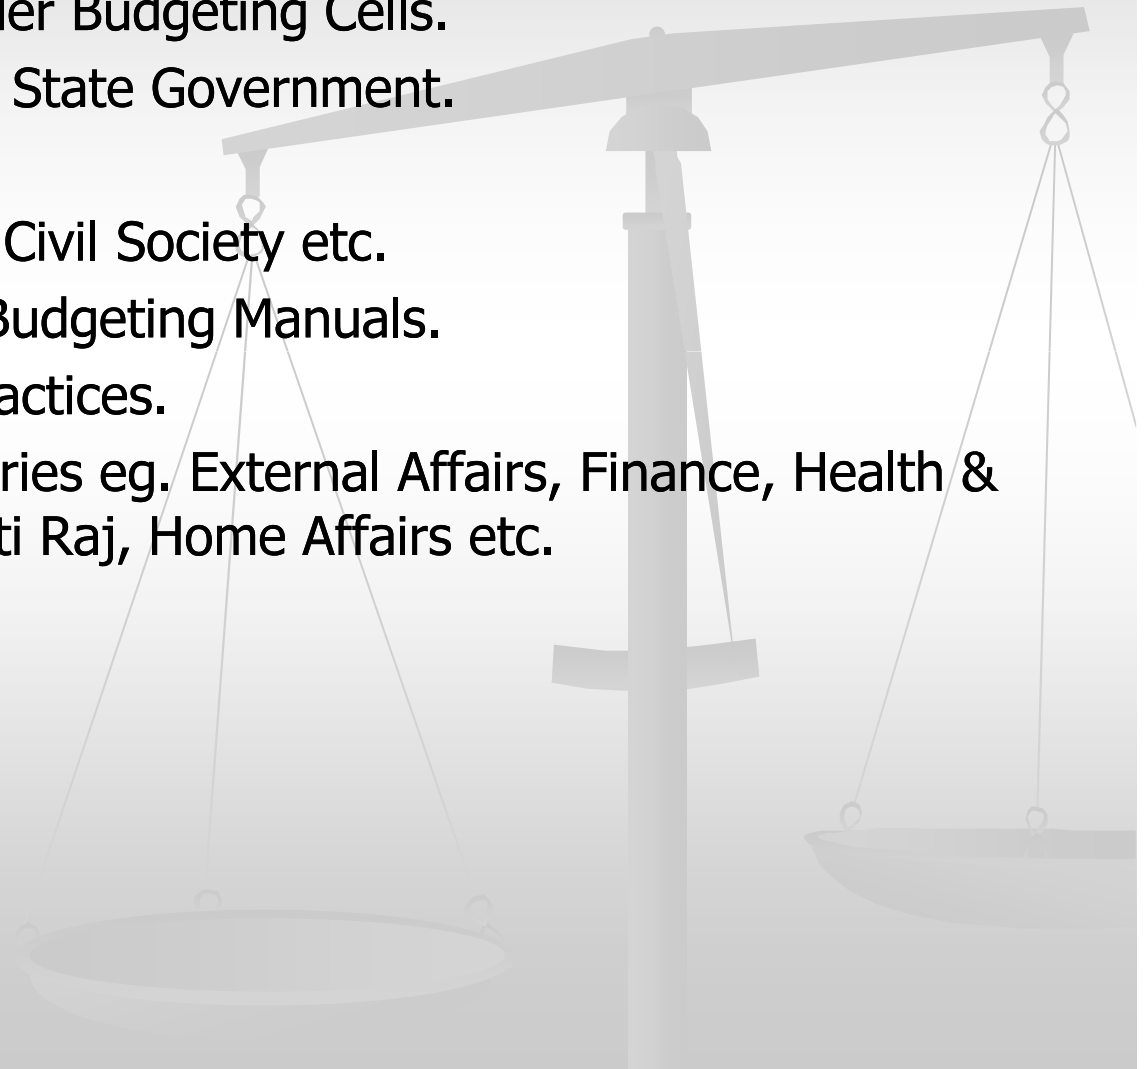 der Budgeting Cells.
State Government.
Civil Society etc.
Budgeting Manuals.
actices.
ries eg. External Affairs, Finance, Health &
ti Raj, Home Affairs etc.